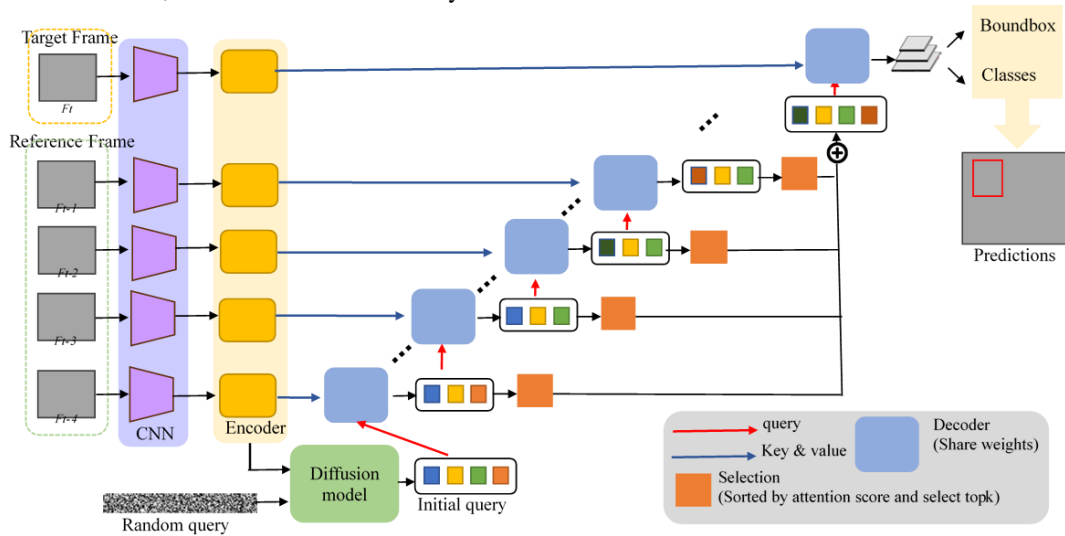 Target Frame
Ft
Reference Frame
Ft-1
Ft-2
Ft-3
Ft-4
CNN
Encoder
Diffusion
model
Random query
Initial query
Boundbox
Classes
Predictions
query
Key & value
Decoder
(Share weights)
Selection
(Sorted by attention score and select topk)